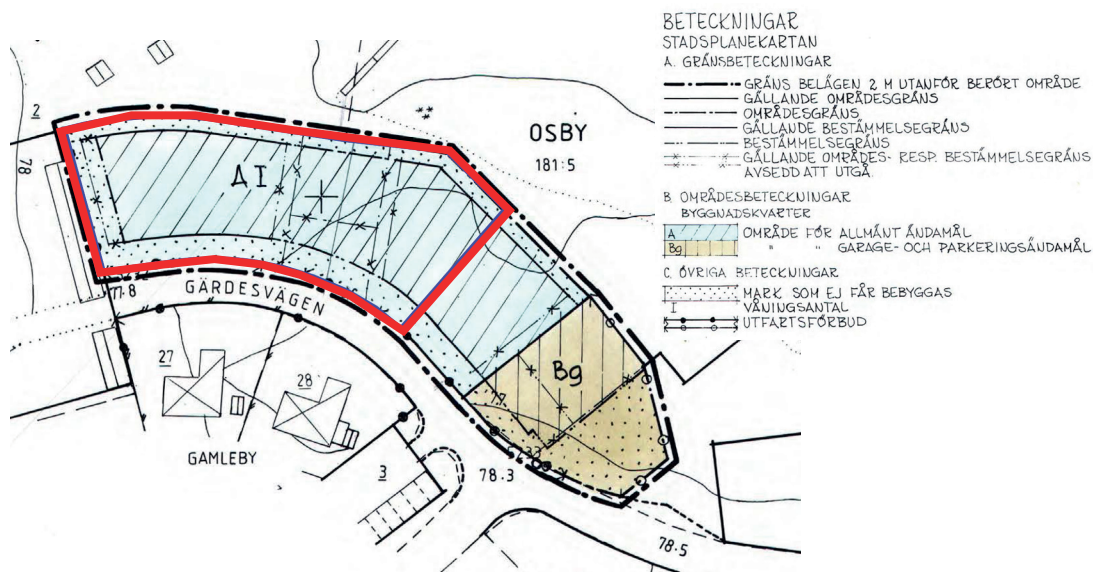 BETECKNINGAR
STADSPLANEKARTAN
A. GRÄNSBETECKNINGAR
GRÄNS BELÄGEN 2 M UTANFÖR BERÖRT OMRÅDE
GÄLLANDE OMRÅDESGRÄNS
OMRÅDESGRÄNS
GÄLLANDE BESTÄMMELSEGRÄNS
BESTÄMMELSEGRÄNS
GÄLLANDE OMRÅDES- RESP. BESTÄMMELSEGRÄNS
AVSEDD ATT UTGÅ.
B. OMRÅDESBETECKNINGAR
BYGGNADSKVARTER
A OMRÅDE FÖR ALLMÄNT ÄNDAMÅL
Bg " " GARAGE- OCH PARKERINGSÄNDAMÅL
C. ÖVRIGA BETECKNINGAR
MARK SOM EJ FÅR BEBYGGAS
I VÅNINGSANTAL
UTFARTSFÖRBUD
2
78
OSBY
181:5
A I
77.8
GÄRDESVÄGEN
27
28
Bg
77
GAMLEBY
3
78.3
78.5